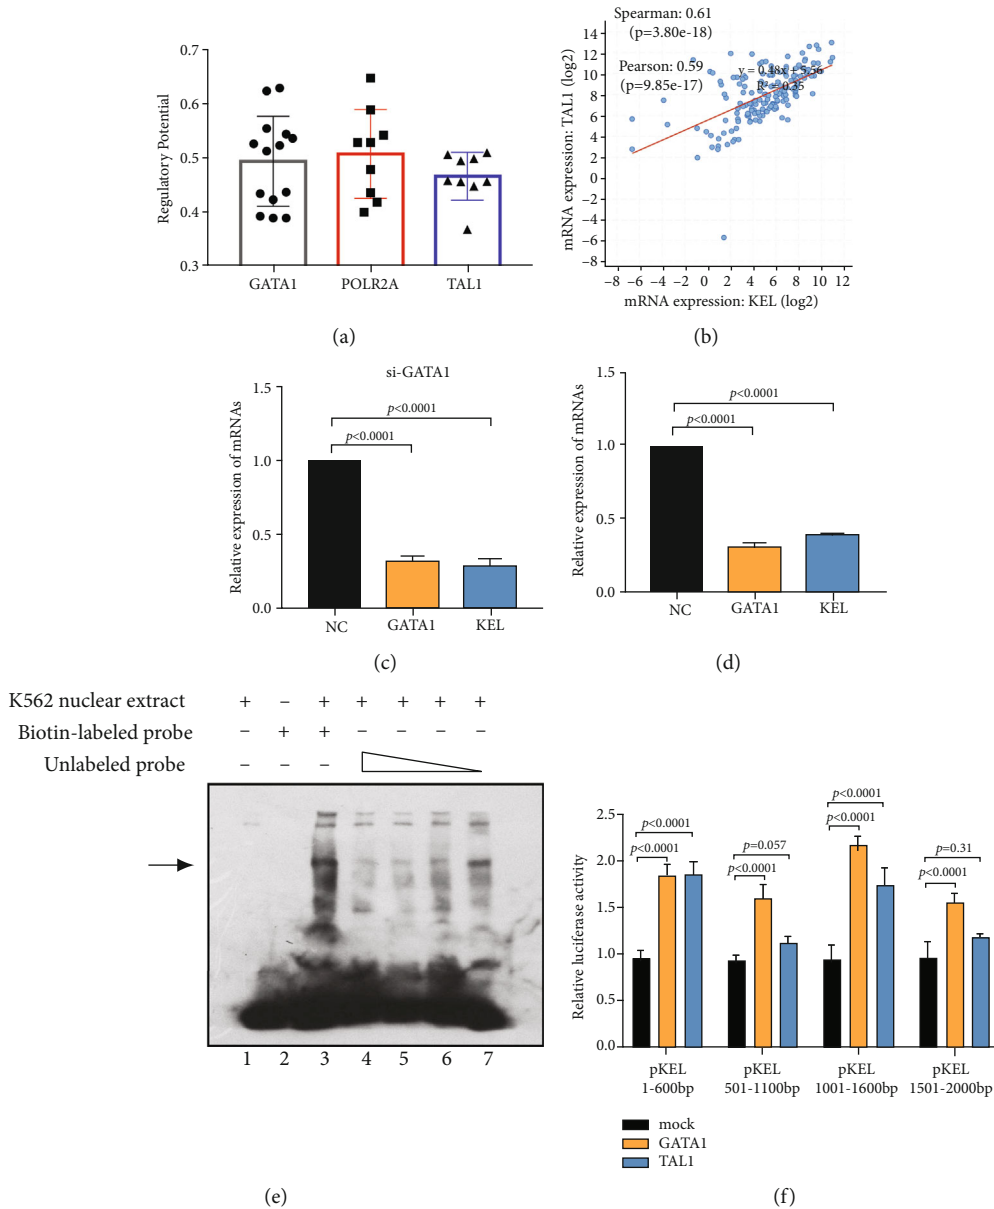 0.7
0.6
0.5
0.4
0.3
Regulatory Potential
GATA1 POLR2A TAL1
(a)
Spearman: 0.61
(p=3.80e-18)
Pearson: 0.59
(p=9.85e-17)
y = 0.48x + 5.56
R² = 0.35
14
12
10
8
6
4
2
0
−2
−4
−6
−8
mRNA expression: TAL1 (log2)
−8 −6 −4 −2 0 2 4 6 8 10 12
mRNA expression: KEL (log2)
(b)
si-GATA1
1.5
1.0
0.5
0.0
Relative expression of mRNAs
p<0.0001
p<0.0001
NC GATA1 KEL
(c)
1.5
1.0
0.5
0.0
Relative expression of mRNAs
p<0.0001
p<0.0001
NC GATA1 KEL
(d)
K562 nuclear extract + − + + + + +
Biotin-labeled probe − + + − − − −
Unlabeled probe − − −
1 2 3 4 5 6 7
(e)
2.5
2.0
1.5
1.0
0.5
0.0
Relative luciferase activity
p<0.0001
p<0.0001
p=0.057
p<0.0001
p<0.0001
p<0.0001
p=0.31
p<0.0001
pKEL pKEL pKEL pKEL
1-600bp 501-1100bp 1001-1600bp 1501-2000bp
mock
GATA1
TAL1
(f)